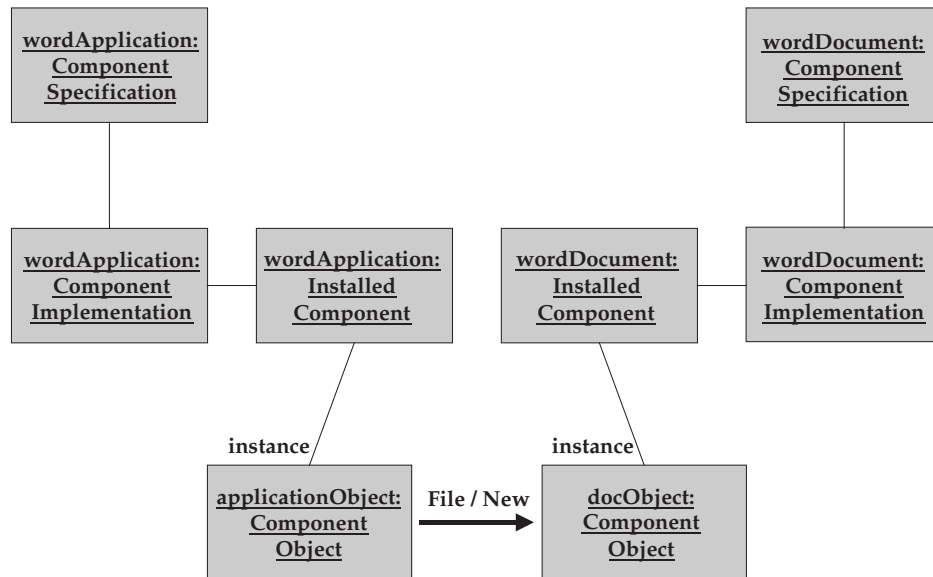 wordApplication:
Component
Specification
wordDocument:
Component
Specification
wordApplication:
Component
Implementation
wordApplication:
Installed
Component
wordDocument:
Installed
Component
wordDocument:
Component
Implementation
instance
instance
applicationObject:
Component
Object
File / New
docObject:
Component
Object